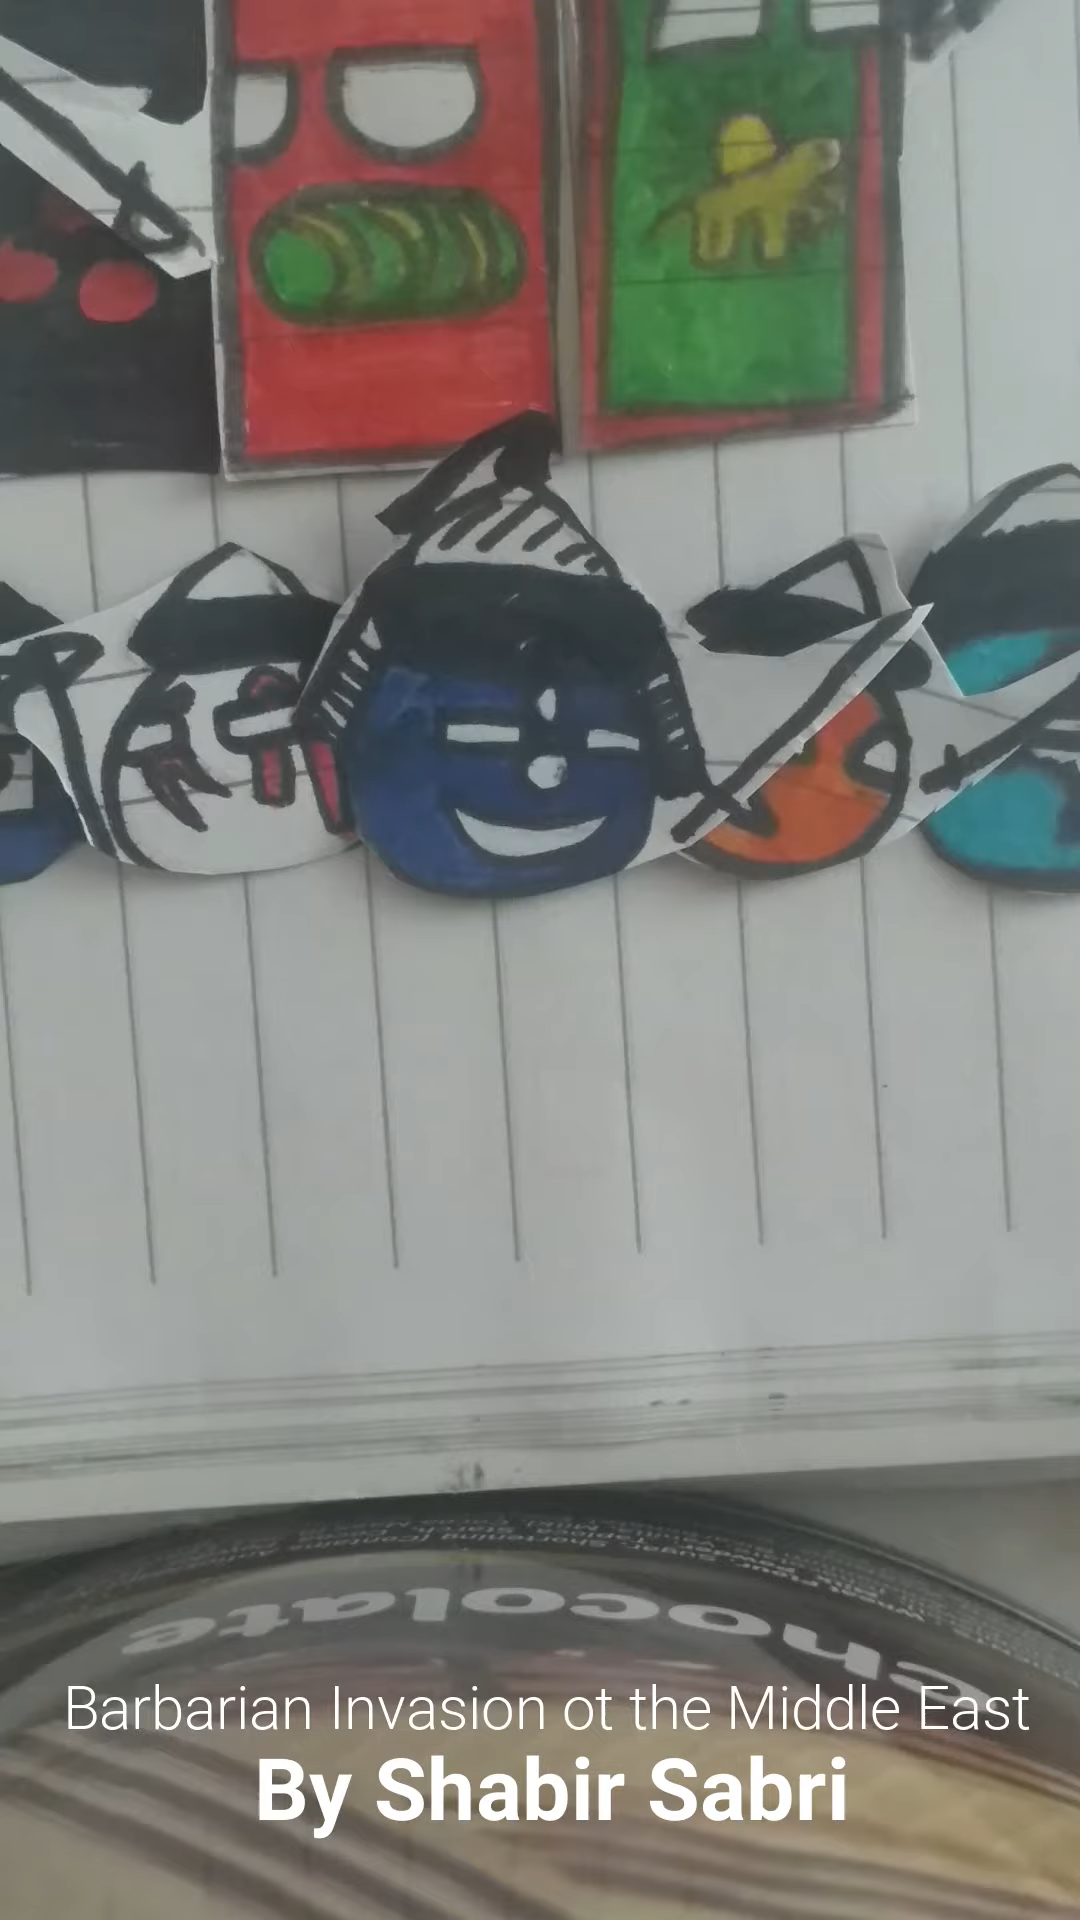 chocolate
Barbarian Invasion ot the Middle East
By Shabir Sabri